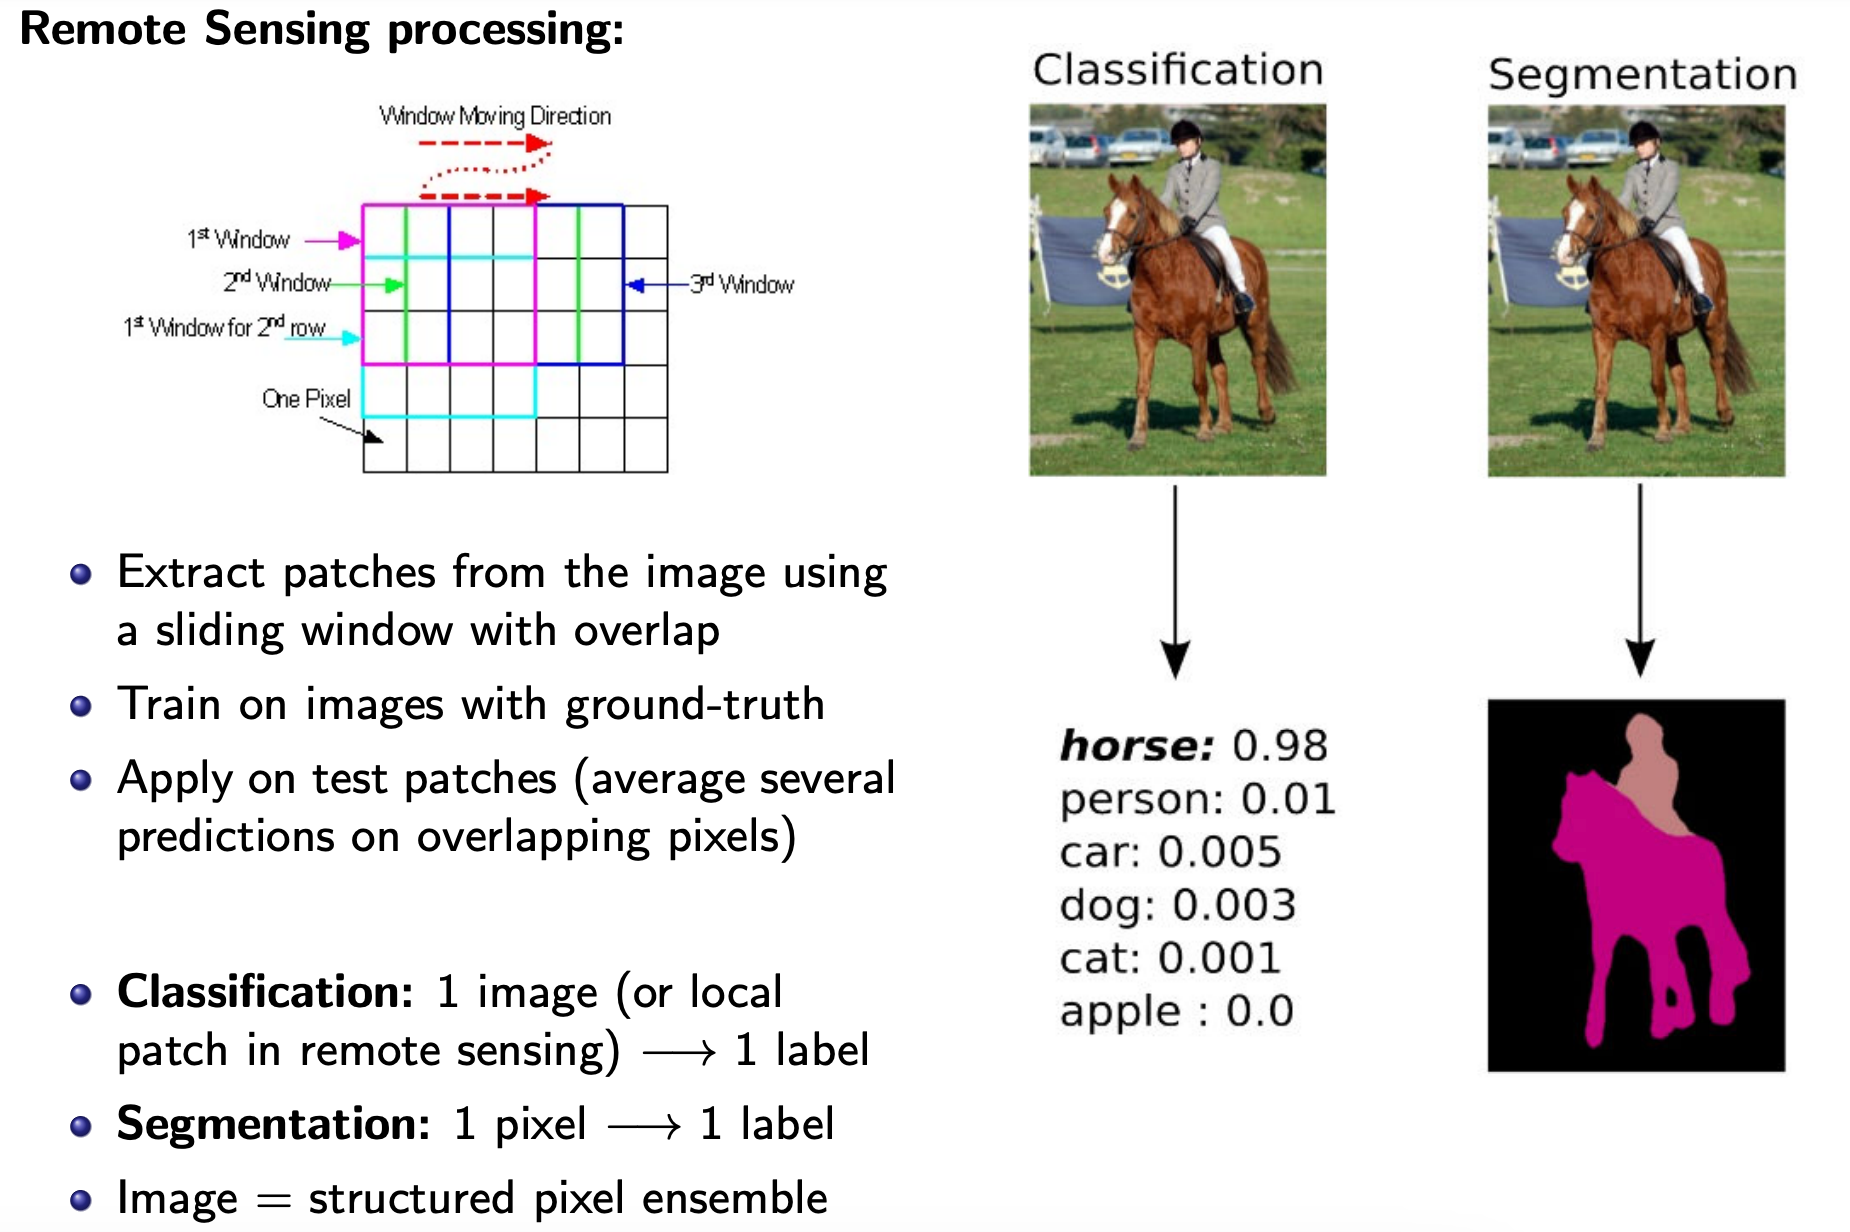 Remote Sensing processing:
Window Moving Direction
1st Window
2nd Window
3rd Window
1st Window for 2nd row
One Pixel
Extract patches from the image using
a sliding window with overlap
Train on images with ground-truth
Apply on test patches (average several
predictions on overlapping pixels)
Classification: 1 image (or local
patch in remote sensing) ⟶ 1 label
Segmentation: 1 pixel ⟶ 1 label
Image = structured pixel ensemble
Classification
horse: 0.98
person: 0.01
car: 0.005
dog: 0.003
cat: 0.001
apple : 0.0
Segmentation